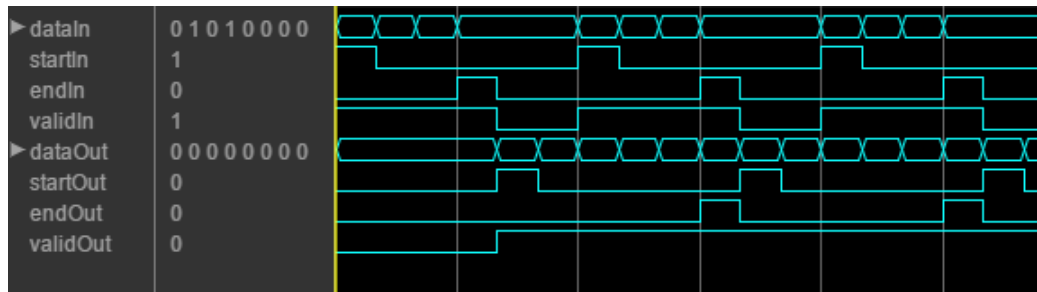 dataIn 0 1 0 1 0 0 0 0
startIn 1
endIn 0
validIn 1
dataOut 0 0 0 0 0 0 0 0
startOut 0
endOut 0
validOut 0